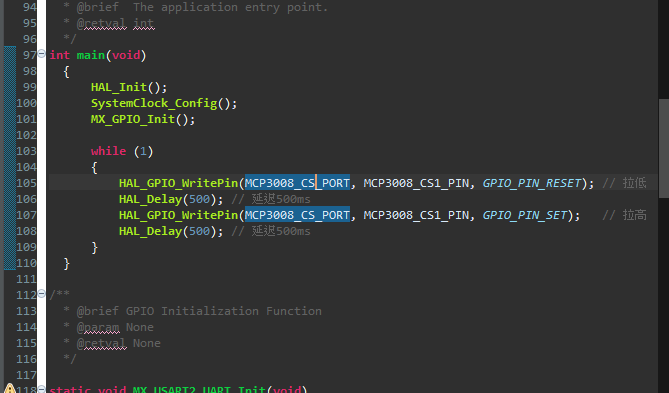 94 * @brief  The application entry point.
95 * @retval int
96 */
97 int main(void)
98 {
99 HAL_Init();
100 SystemClock_Config();
101 MX_GPIO_Init();
102
103 while (1)
104 {
105 HAL_GPIO_WritePin(MCP3008_CS_PORT, MCP3008_CS1_PIN, GPIO_PIN_RESET); // 拉低
106 HAL_Delay(500); // 延迟500ms
107 HAL_GPIO_WritePin(MCP3008_CS_PORT, MCP3008_CS1_PIN, GPIO_PIN_SET);   // 拉高
108 HAL_Delay(500); // 延迟500ms
109 }
110 }
111
112 /**
113 * @brief GPIO Initialization Function
114 * @param None
115 * @retval None
116 */
117
118 static void MX_USART2_UART_Init(void)